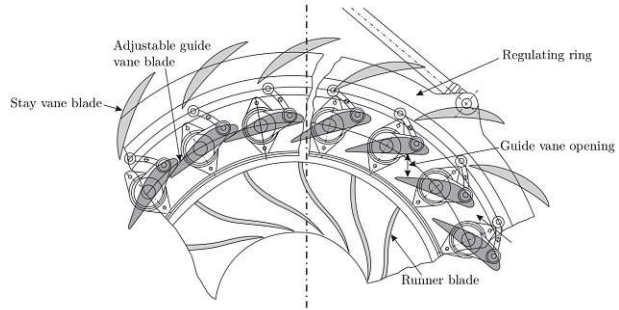 Adjustable guide
vane blade
Regulating ring
Stay vane blade
Guide vane opening
Runner blade